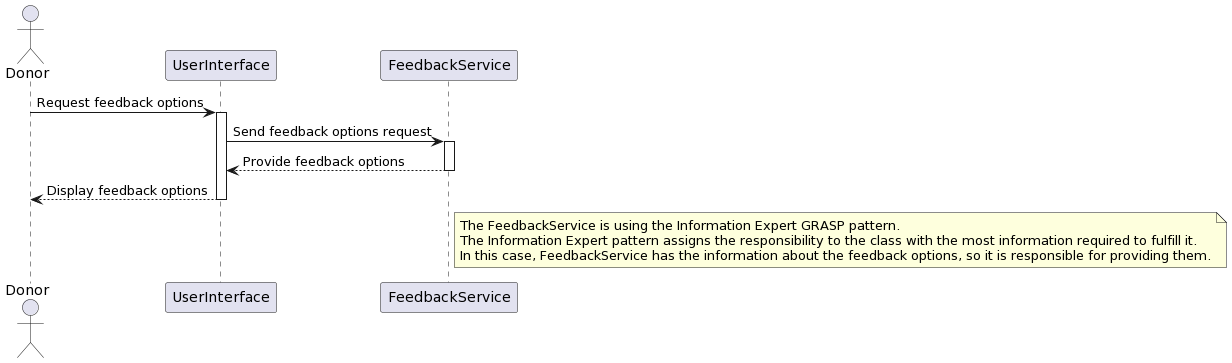 Donor
UserInterface
FeedbackService
Request feedback options
Send feedback options request
Provide feedback options
Display feedback options
The FeedbackService is using the Information Expert GRASP pattern.
The Information Expert pattern assigns the responsibility to the class with the most information required to fulfill it.
In this case, FeedbackService has the information about the feedback options, so it is responsible for providing them.
Donor
UserInterface
FeedbackService